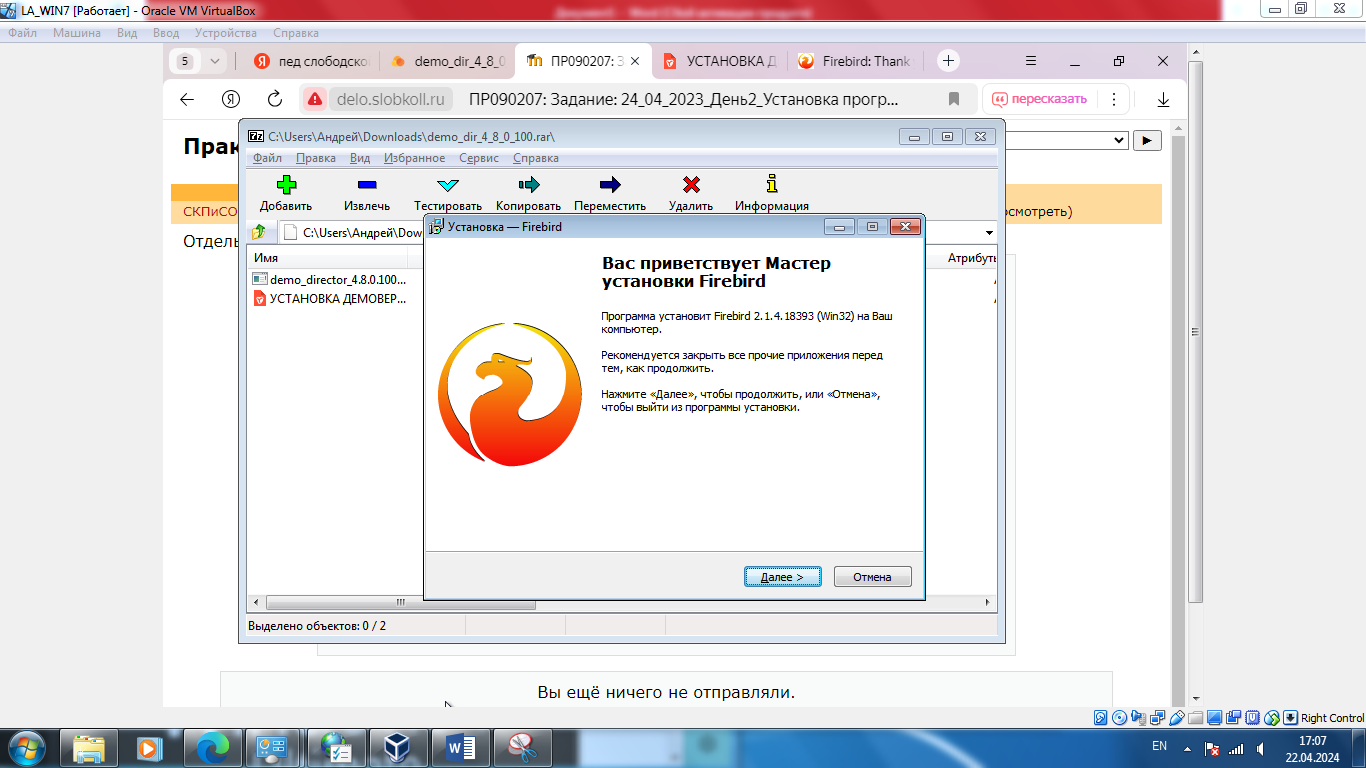 LA_WIN7 [Работает] - Oracle VM VirtualBox
Файл Машина Вид Ввод Устройства Справка
5
пед слободско
demo_dir_4_8_0
ПР090207: З
УСТАНОВКА Д
Firebird: Thank
delo.slobkoll.ru
ПР090207: Задание: 24_04_2023_День2_Установка прогр...
пересказать
Прак
СКПиСО
осмотреть)
Отдель
C:\Users\Андрей\Downloads\demo_dir_4_8_0_100.rar\
Файл Правка Вид Избранное Сервис Справка
Добавить Извлечь Тестировать Копировать Переместить Удалить Информация
C:\Users\Андрей\Dow
Имя
Атрибуты
demo_director_4.8.0.100...
УСТАНОВКА ДЕМОВЕР...
Установка — Firebird
Вас приветствует Мастер
установки Firebird
Программа установит Firebird 2.1.4.18393 (Win32) на Ваш
компьютер.
Рекомендуется закрыть все прочие приложения перед
тем, как продолжить.
Нажмите «Далее», чтобы продолжить, или «Отмена»,
чтобы выйти из программы установки.
Далее >
Отмена
Выделено объектов: 0 / 2
Вы ещё ничего не отправляли.
Right Control
EN
17:07
22.04.2024